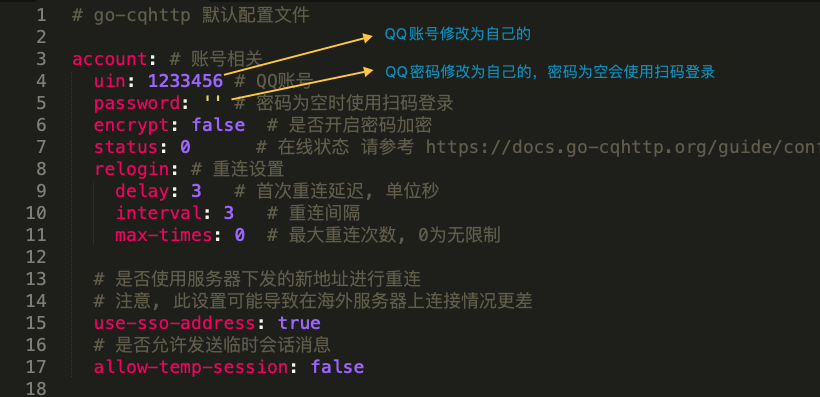 1 # go-cqhttp 默认配置文件
2
3 account: # 账号相关
4 uin: 1233456 # QQ账号
QQ账号修改为自己的
5 password: '' # 密码为空时使用扫码登录
QQ密码修改为自己的，密码为空会使用扫码登录
6 encrypt: false # 是否开启密码加密
7 status: 0 # 在线状态 请参考 https://docs.go-cqhttp.org/guide/con
8 relogin: # 重连设置
9 delay: 3 # 首次重连延迟, 单位秒
10 interval: 3 # 重连间隔
11 max-times: 0 # 最大重连次数, 0为无限制
12
13 # 是否使用服务器下发的新地址进行重连
14 # 注意, 此设置可能导致在海外服务器上连接情况更差
15 use-sso-address: true
16 # 是否允许发送临时会话消息
17 allow-temp-session: false
18